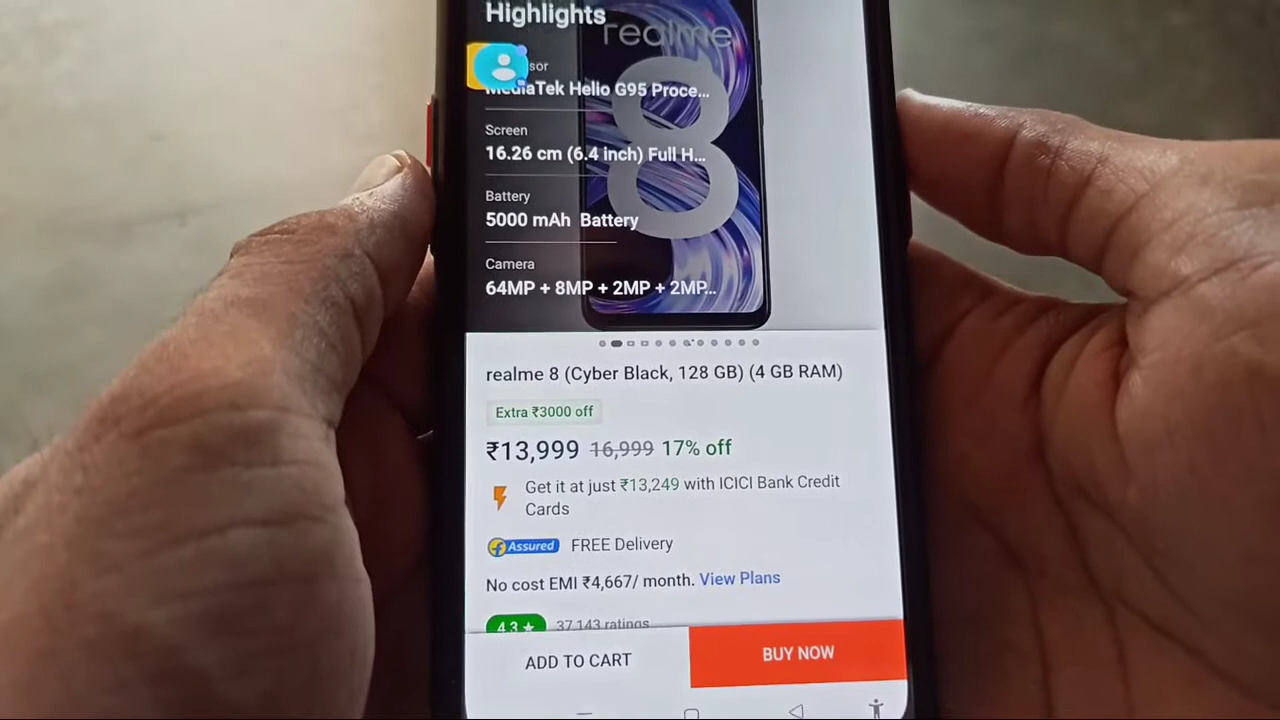 Highlights
realme
8
sor
MediaTek Helio G95 Proce...
Screen
16.26 cm (6.4 inch) Full H...
Battery
5000 mAh Battery
Camera
64MP + 8MP + 2MP + 2MP...
realme 8 (Cyber Black, 128 GB) (4 GB RAM)
Extra ₹3000 off
₹13,999 16,999 17% off
Get it at just ₹13,249 with ICICI Bank Credit
Cards
f Assured FREE Delivery
No cost EMI ₹4,667/ month. View Plans
4.3 ★ 37,143 ratings
ADD TO CART
BUY NOW